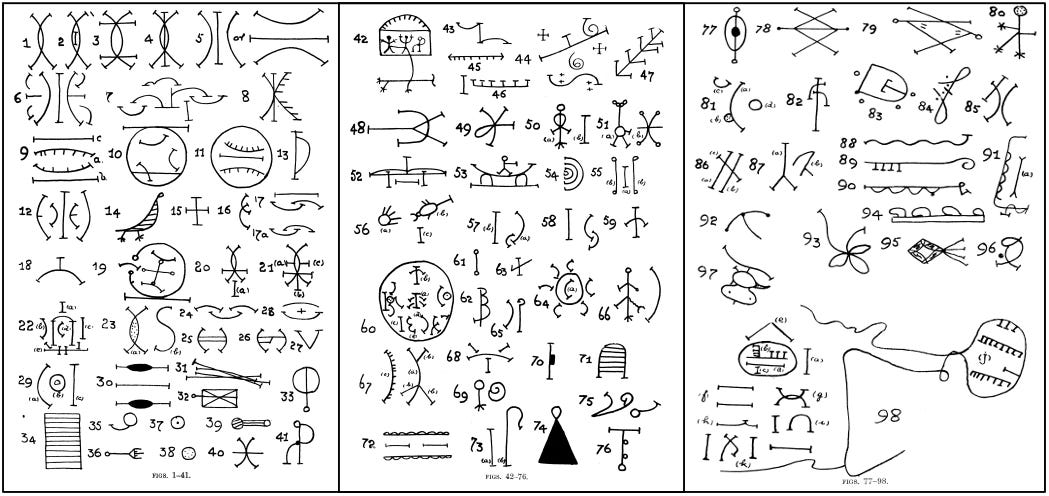 1 2 3 4 5 or
6 7 8
9 c a b 10 11 13
12 14 15 16 17 17a
18 19 20 (a) 21 (a) (c) (b)
22 (a) (b) (c) (d) (e) 23 (a) (b) 24 28 25 26 27
29 (a) (b) (c) 30 31 32 33
34 35 37 39 36 38 40 41
FIGS. 1-41.
42 43 44 45 46 47
48 49 50 (a) (b) 51 (a) (b)
52 53 54 55 (b) (a) (b)
56 (a) (b) (c) 57 (b) (a) 58 59
60 61 63 62 65 64 (a) 66
67 (b) (a) (b) 68 70 71 69
72 73 (a) (b) 74 75 76
FIGS. 42-76.
77 78 79 80
81 (c) (a) (b) (d) 82 83 84 85
86 (c) (a) (b) 87 (a) (b) 88 89 90 91 (a)
92 93 94 95 96
97
(e) (b) (c) (d) (a) (j)
(f) (g)
(h) (i)
(k)
98
FIGS. 77-98.